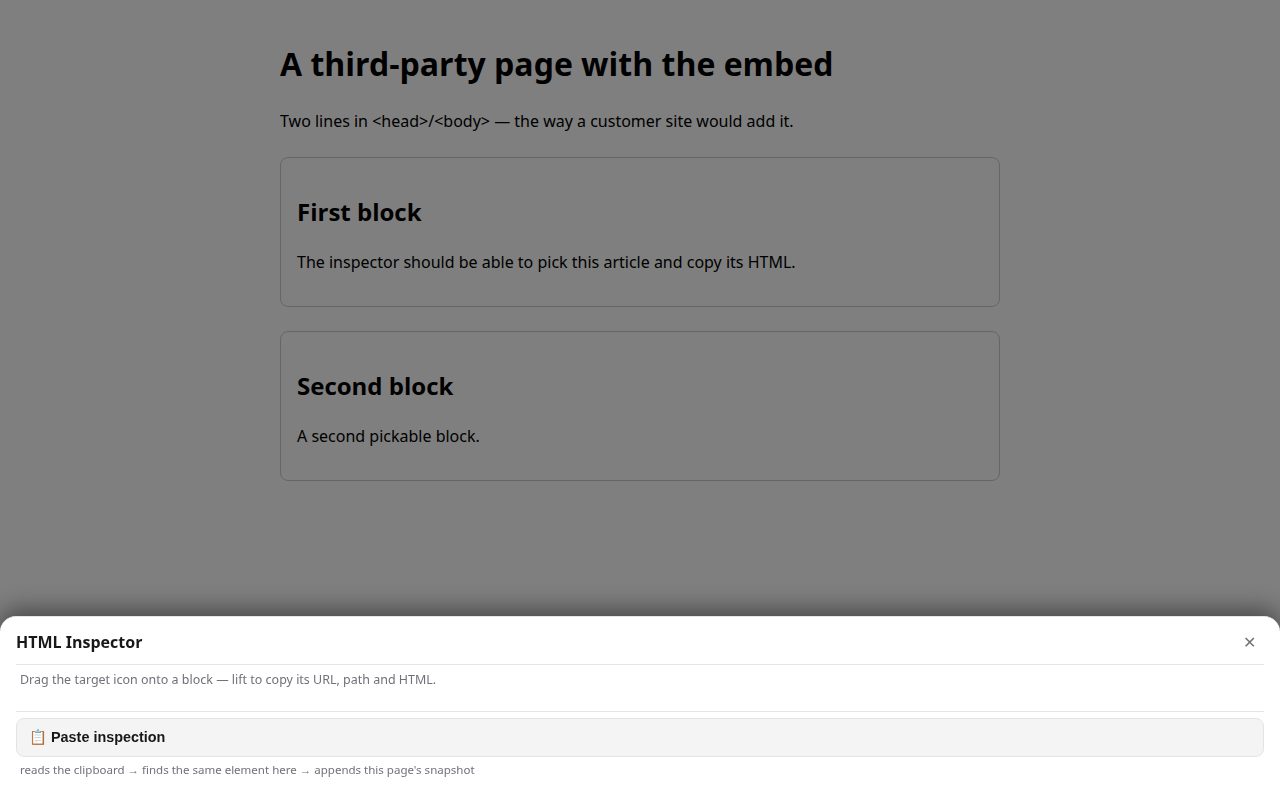 A third-party page with the embed
Two lines in <head>/<body> — the way a customer site would add it.
First block
The inspector should be able to pick this article and copy its HTML.
Second block
A second pickable block.
HTML Inspector
✕
Drag the target icon onto a block — lift to copy its URL, path and HTML.
📋 Paste inspection
reads the clipboard → finds the same element here → appends this page's snapshot